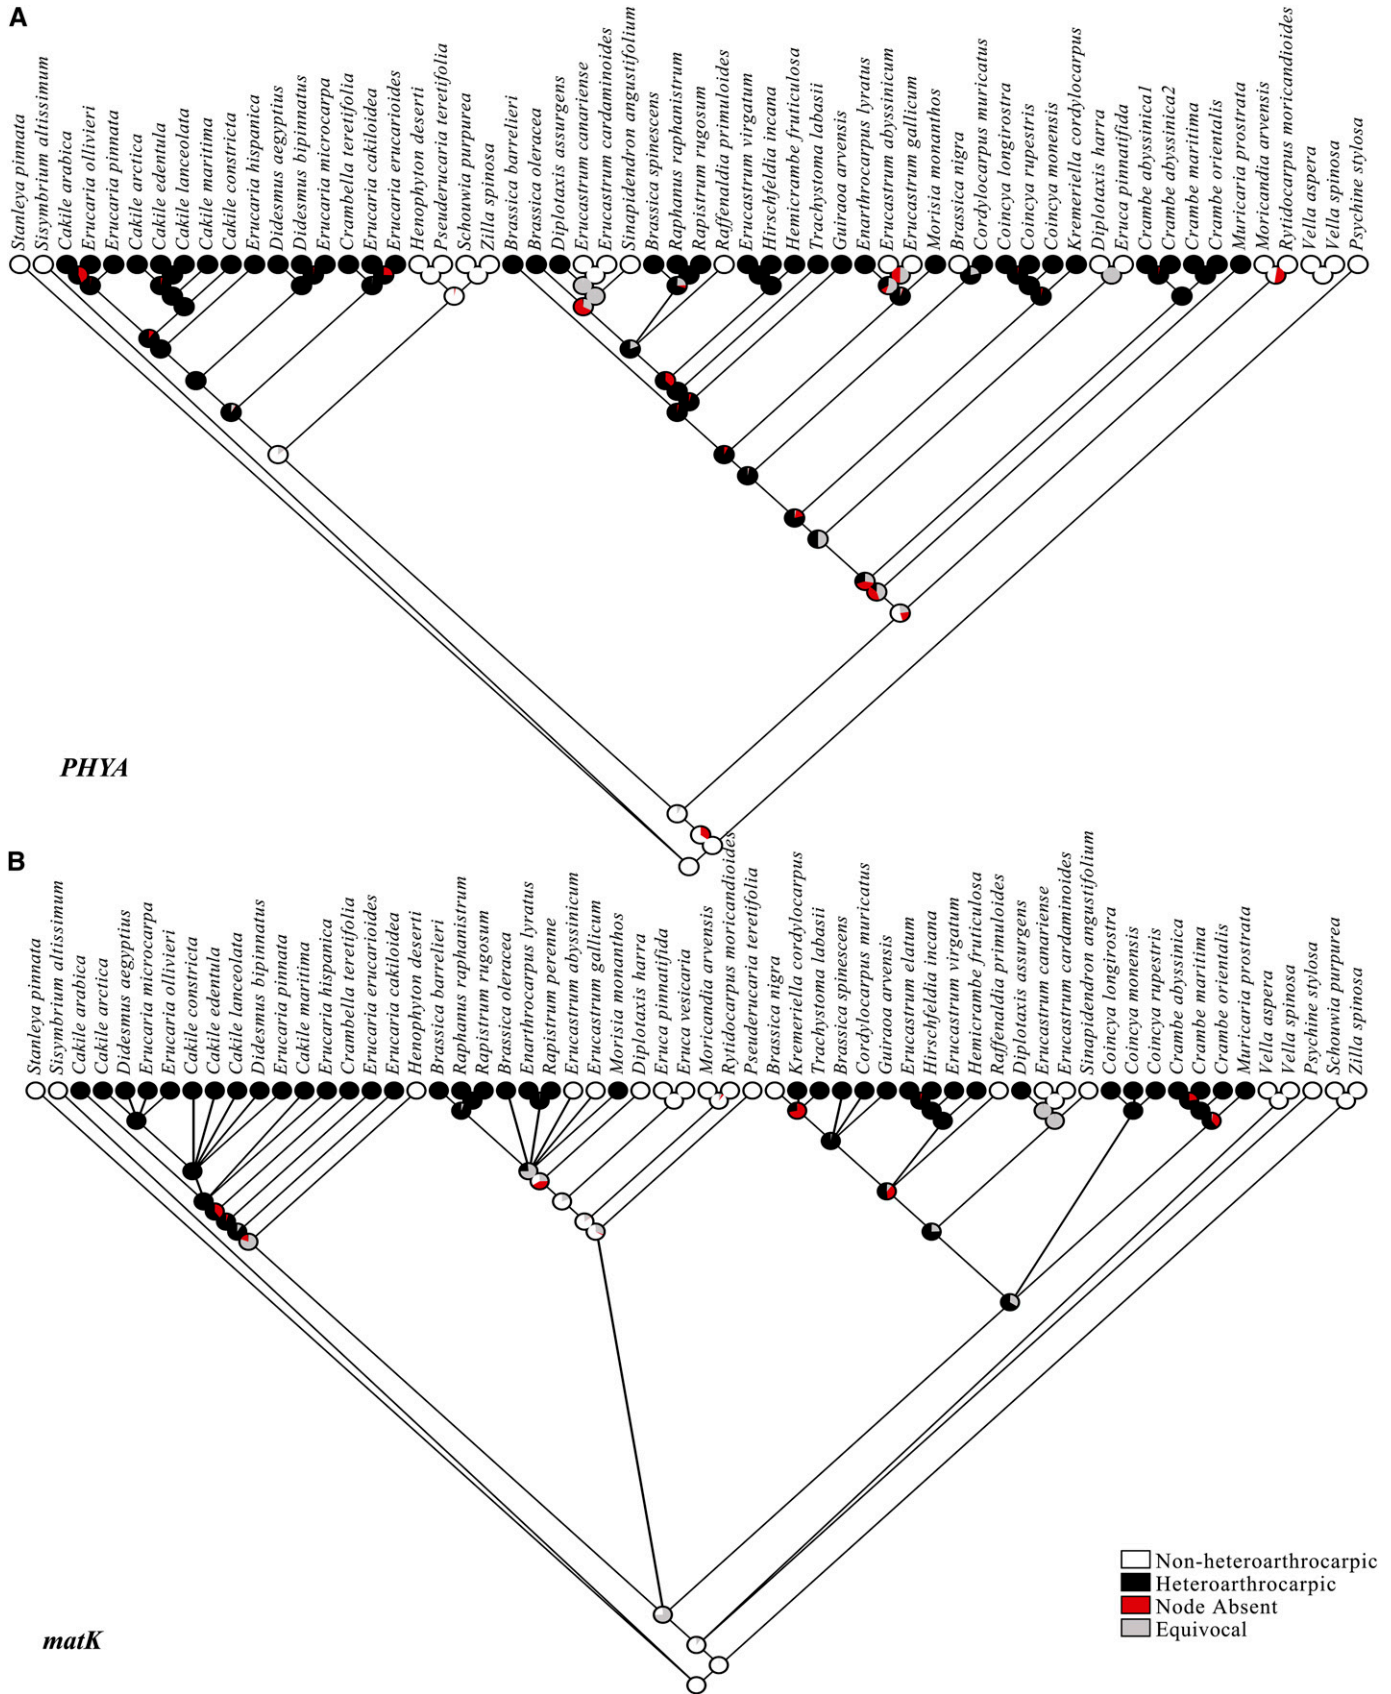 A
Stanleya pinnata
Sisymbrium altissimum
Cakile arabica
Erucaria ollivieri
Erucaria pinnata
Cakile arctica
Cakile edentula
Cakile lanceolata
Cakile maritima
Cakile constricta
Erucaria hispanica
Didesmus aegyptius
Didesmus bipinnatus
Erucaria microcarpa
Crambella teretifolia
Erucaria cakiloidea
Erucaria erucarioides
Henophyton deserti
Pseuderucaria teretifolia
Schouwia purpurea
Zilla spinosa
Brassica barrelieri
Brassica oleracea
Diplotaxis assurgens
Erucastrum canariense
Erucastrum cardaminoides
Sinapidendron angustifolium
Brassica spinescens
Raphanus raphanistrum
Rapistrum rugosum
Raffenaldia primuloides
Erucastrum virgatum
Hirschfeldia incana
Hemicrambe fruticulosa
Trachystoma labasii
Guiraoa arvensis
Enarthrocarpus lyratus
Erucastrum abyssinicum
Erucastrum gallicum
Morisia monanthos
Brassica nigra
Cordylocarpus muricatus
Coincya longirostra
Coincya rupestris
Coincya monensis
Kremeriella cordylocarpus
Diplotaxis harra
Eruca pinnatifida
Crambe abyssinica1
Crambe abyssinica2
Crambe maritima
Crambe orientalis
Muricaria prostrata
Moricandia arvensis
Rytidocarpus moricandioides
Vella aspera
Vella spinosa
Psychine stylosa
PHYA
B
Stanleya pinnata
Sisymbrium altissimum
Cakile arabica
Cakile arctica
Didesmus aegyptius
Erucaria microcarpa
Erucaria ollivieri
Cakile constricta
Cakile edentula
Cakile lanceolata
Didesmus bipinnatus
Erucaria pinnata
Cakile maritima
Erucaria hispanica
Crambella teretifolia
Erucaria erucarioides
Erucaria cakiloidea
Henophyton deserti
Brassica barrelieri
Raphanus raphanistrum
Rapistrum rugosum
Brassica oleracea
Enarthrocarpus lyratus
Rapistrum perenne
Erucastrum abyssinicum
Erucastrum gallicum
Morisia monanthos
Diplotaxis harra
Eruca pinnatifida
Eruca vesicaria
Moricandia arvensis
Rytidocarpus moricandioides
Pseuderucaria teretifolia
Brassica nigra
Kremeriella cordylocarpus
Trachystoma labasii
Brassica spinescens
Cordylocarpus muricatus
Guiraoa arvensis
Erucastrum elatum
Hirschfeldia incana
Erucastrum virgatum
Hemicrambe fruticulosa
Raffenaldia primuloides
Diplotaxis assurgens
Erucastrum canariense
Erucastrum cardaminoides
Sinapidendron angustifolium
Coincya longirostra
Coincya monensis
Coincya rupestris
Crambe abyssinica
Crambe maritima
Crambe orientalis
Muricaria prostrata
Vella aspera
Vella spinosa
Psychine stylosa
Schouwia purpurea
Zilla spinosa
matK
Non-heteroarthrocarpic
Heteroarthrocarpic
Node Absent
Equivocal